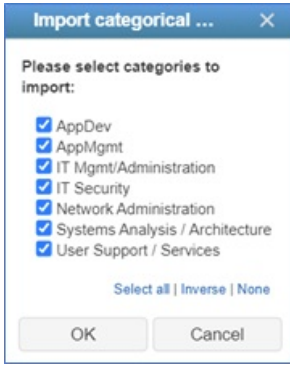 Import categorical ...
Please select categories to
import:
AppDev
AppMgmt
IT Mgmt/Administration
IT Security
Network Administration
Systems Analysis / Architecture
User Support / Services
Select all | Inverse | None
OK Cancel